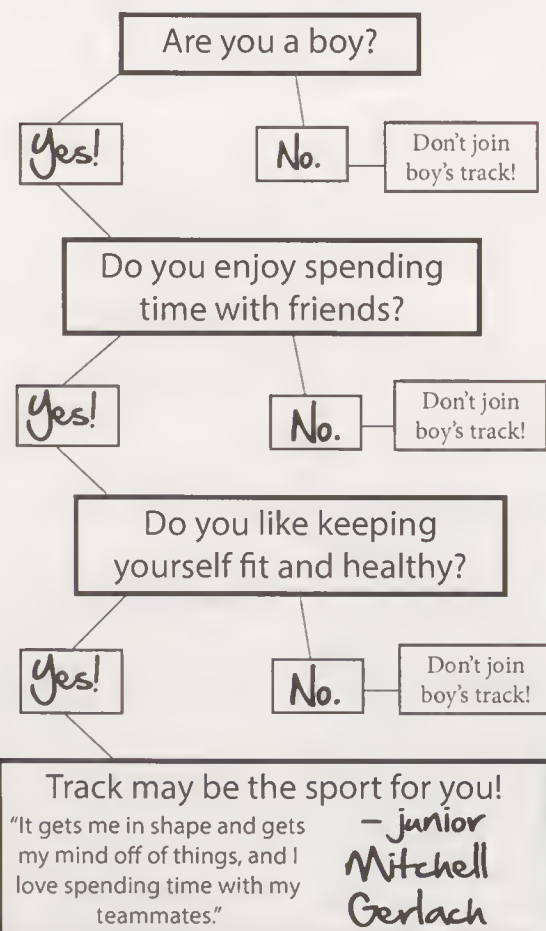 Are you a boy?
Yes!
No.
Don't join
boy's track!
Do you enjoy spending
time with friends?
Yes!
No.
Don't join
boy's track!
Do you like keeping
yourself fit and healthy?
Yes!
No.
Don't join
boy's track!
Track may be the sport for you!
"It gets me in shape and gets
my mind off of things, and I
love spending time with my
teammates."
– junior
Mitchell
Gerlach